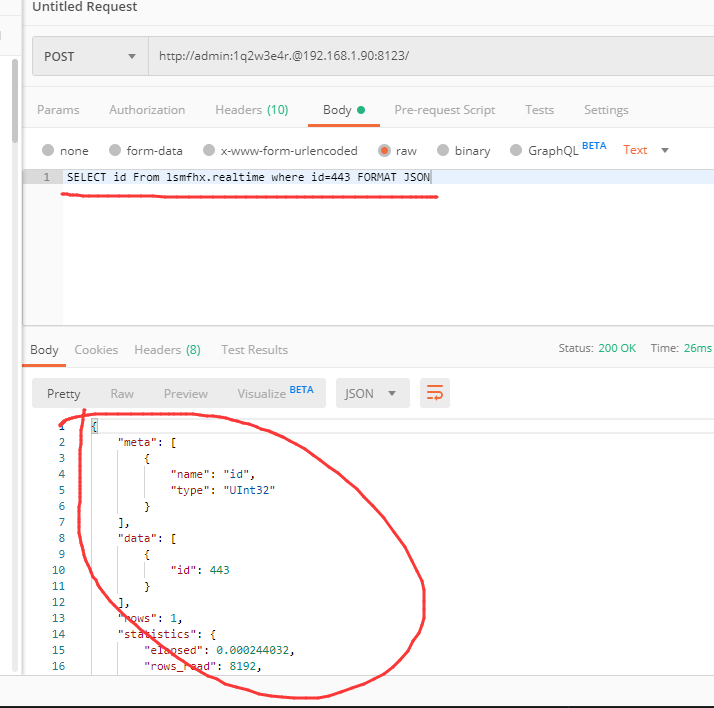 Untitled Request
POST http://admin:1q2w3e4r.@192.168.1.90:8123/
Params Authorization Headers (10) Body Pre-request Script Tests Settings
none form-data x-www-form-urlencoded raw binary GraphQL BETA Text
1 SELECT id From lsmfhx.realtime where id=443 FORMAT JSON
Body Cookies Headers (8) Test Results Status: 200 OK Time: 26ms
Pretty Raw Preview Visualize BETA JSON
1 {
2 "meta": [
3 {
4 "name": "id",
5 "type": "UInt32"
6 }
7 ],
8 "data": [
9 {
10 "id": 443
11 }
12 ],
13 "rows": 1,
14 "statistics": {
15 "elapsed": 0.000244032,
16 "rows_read": 8192,